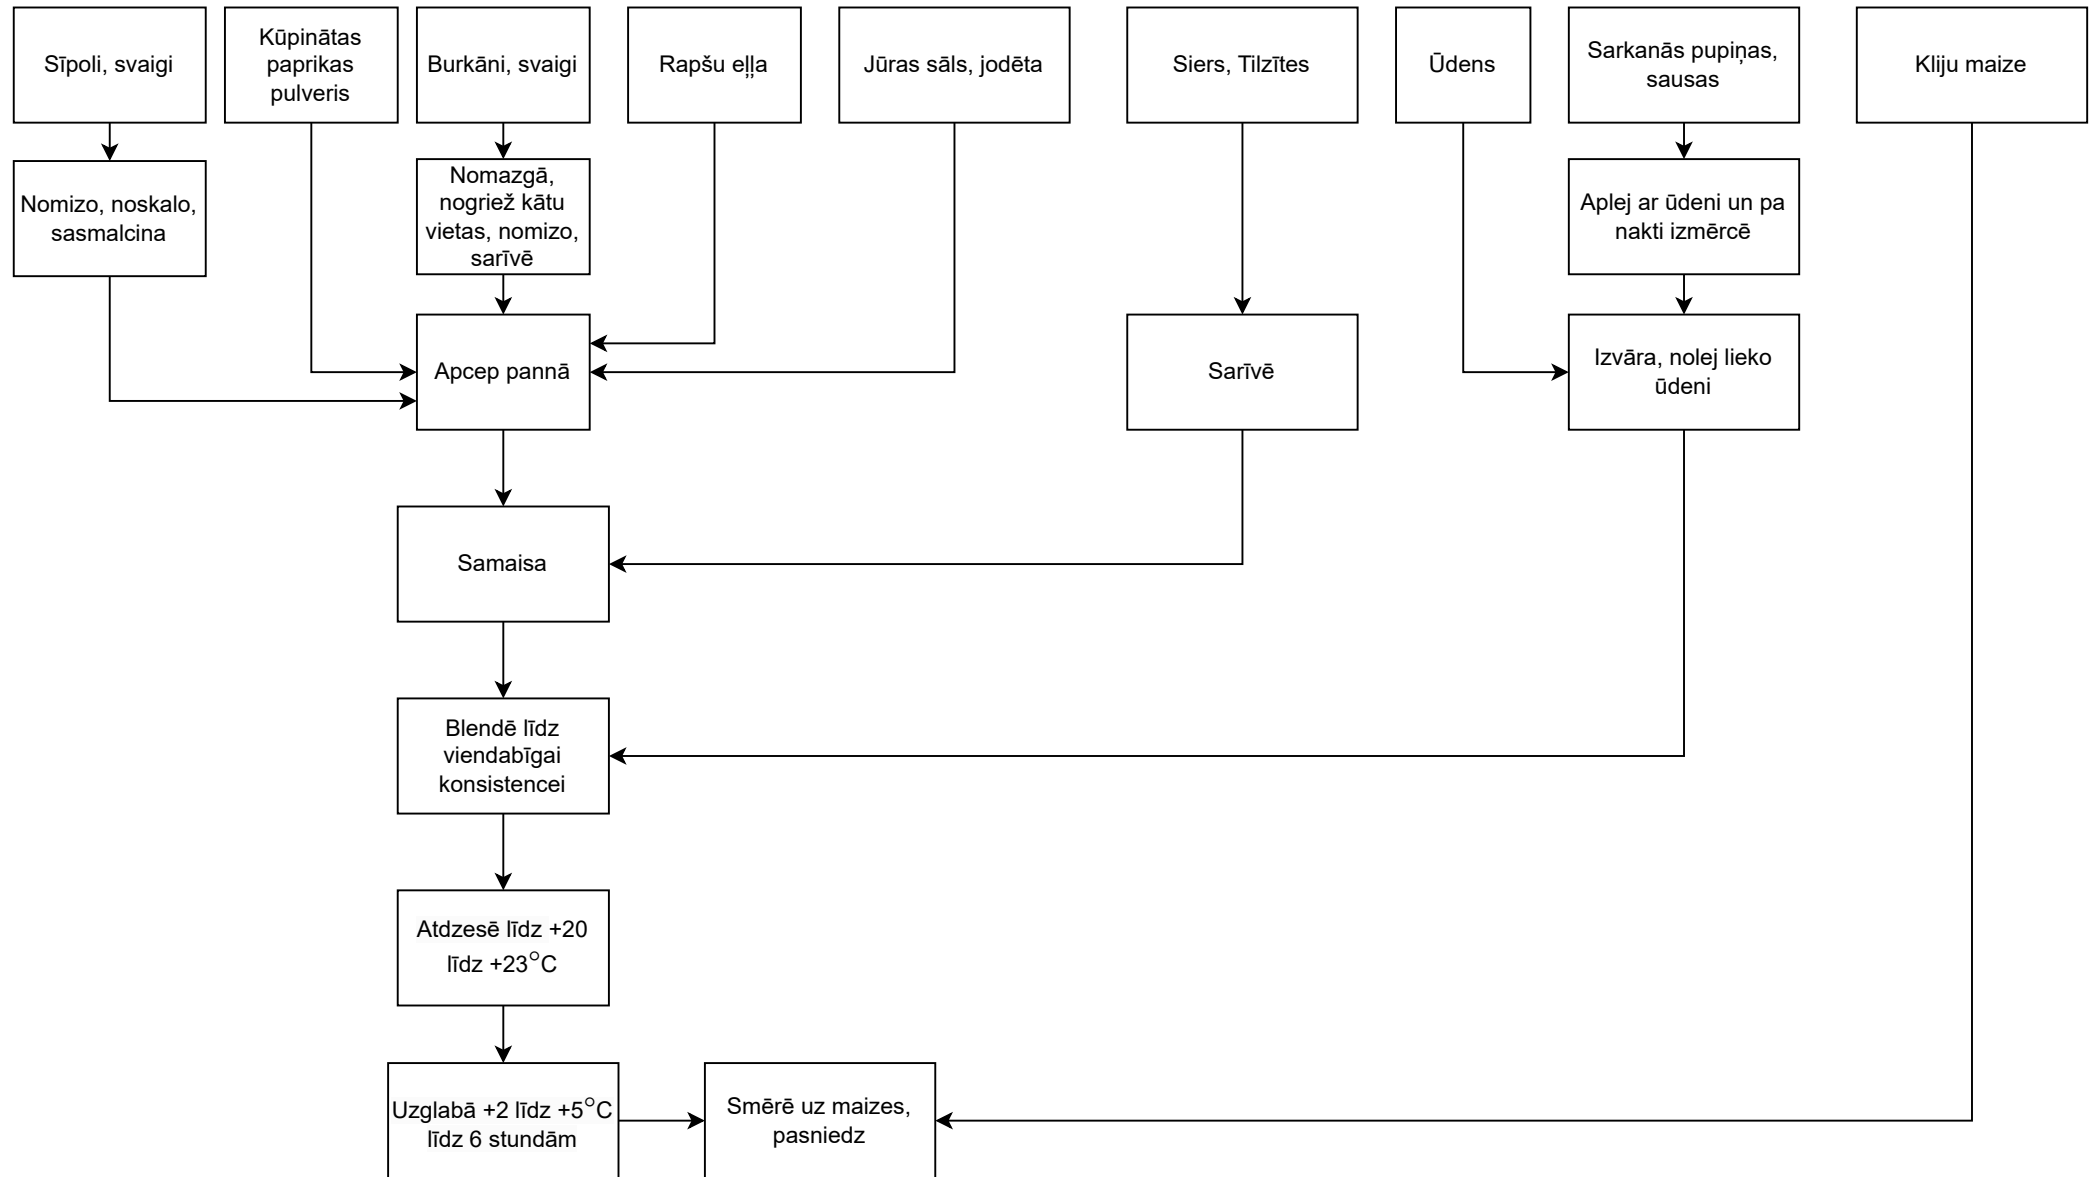 Sīpoli, svaigi
Kūpinātas
paprikas
pulveris
Burkāni, svaigi
Rapšu eļļa
Jūras sāls, jodēta
Siers, Tilzītes
Ūdens
Sarkanās pupiņas,
sausas
Kliju maize
Nomizo, noskalo,
sasmalcina
Nomazgā,
nogriež kātu
vietas, nomizo,
sarīvē
Aplej ar ūdeni un pa
nakti izmērcē
Apcep pannā
Sarīvē
Izvāra, nolej lieko
ūdeni
Samaisa
Blendē līdz
viendabīgai
konsistencei
Atdzesē līdz +20
līdz +23°C
Uzglabā +2 līdz +5°C
līdz 6 stundām
Smērē uz maizes,
pasniedz